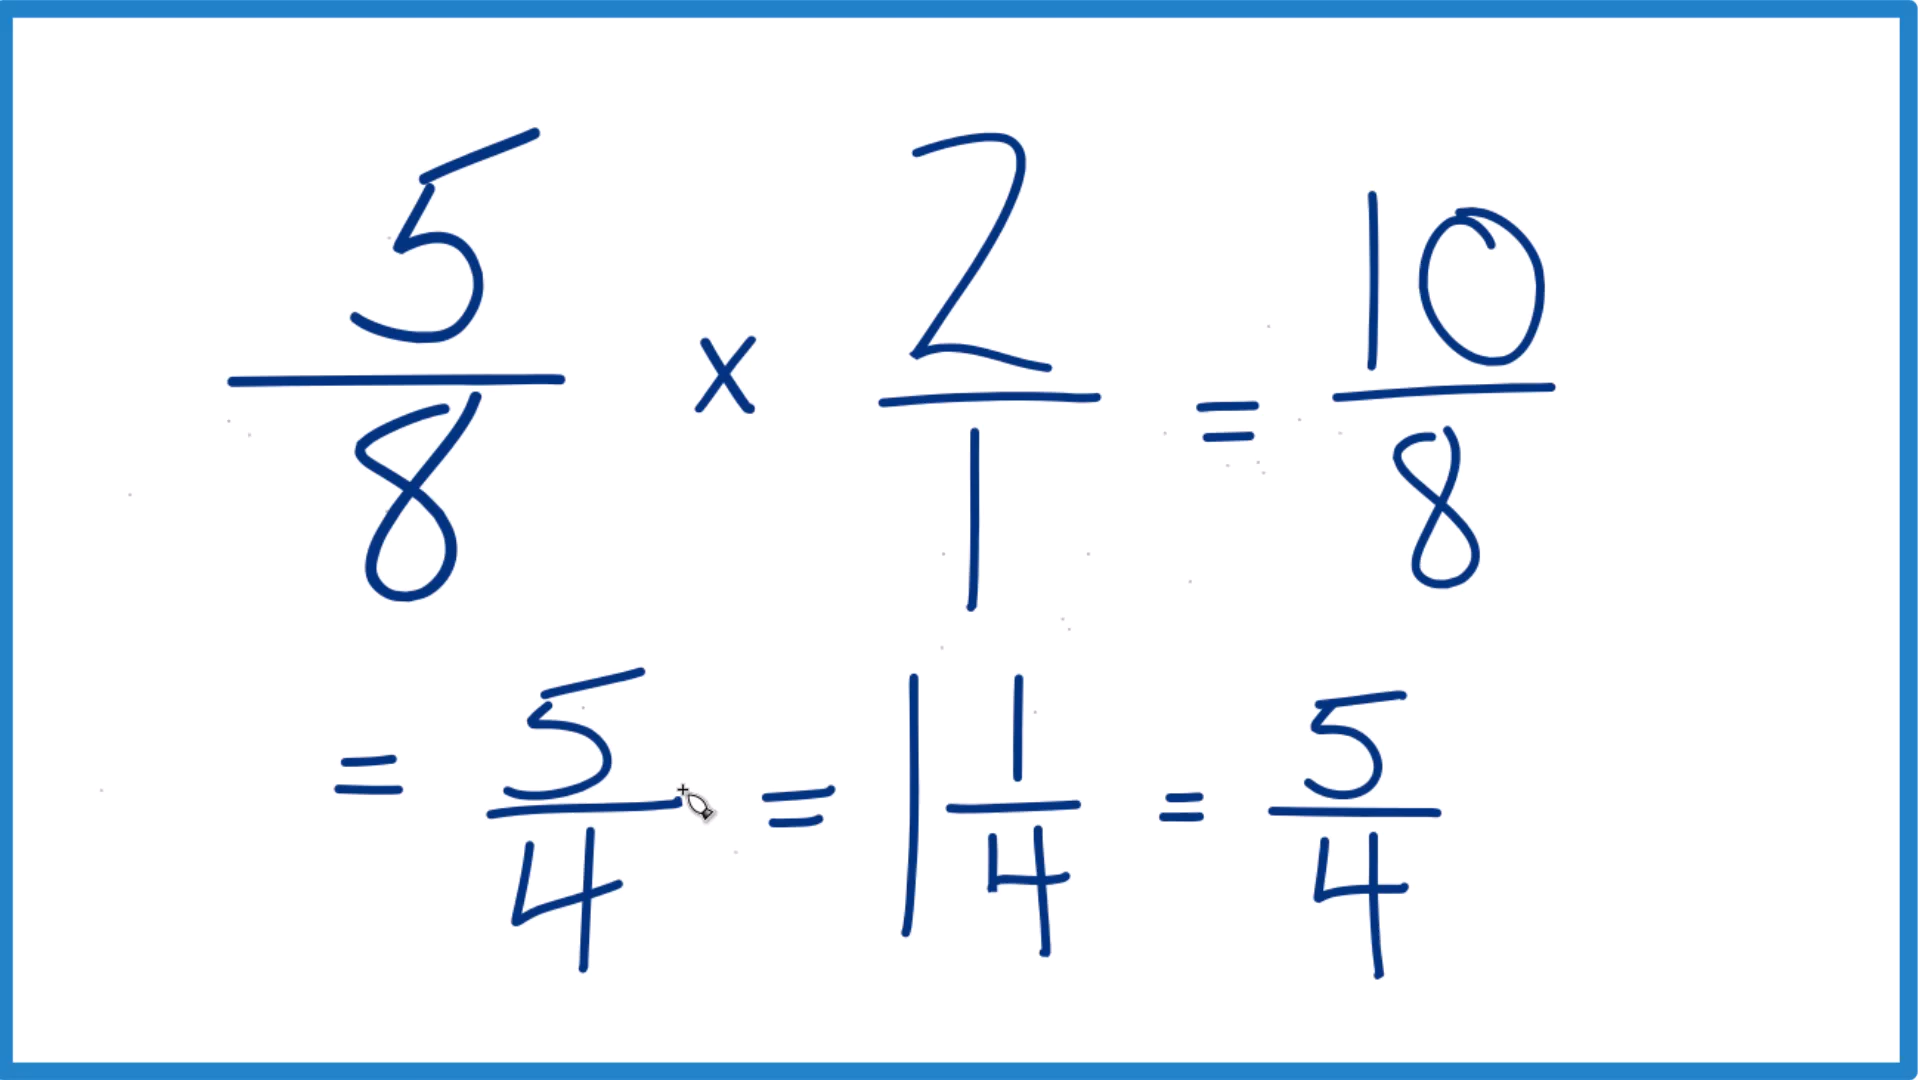 5/8 x 2/1 = 10/8
= 5/4 = 1 1/4 = 5/4